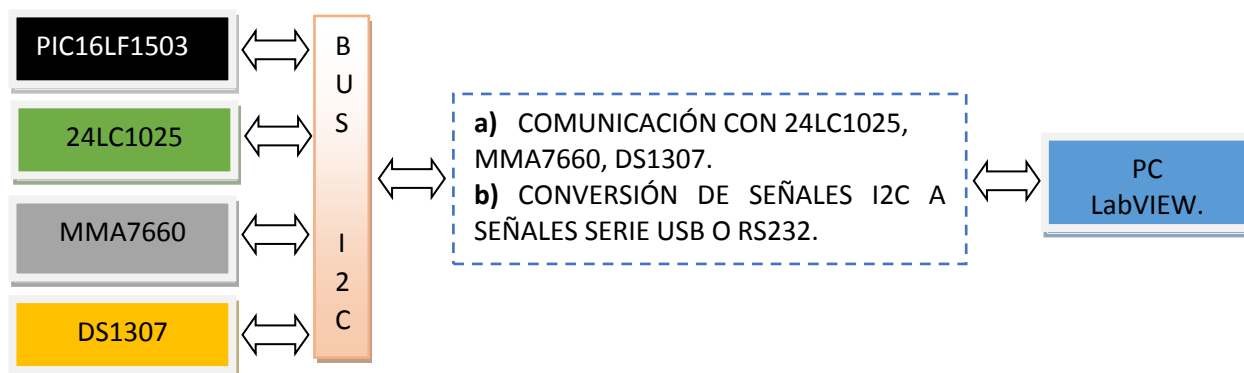 PIC16LF1503
24LC1025
MMA7660
DS1307
B
U
S
I
2
C
a) COMUNICACIÓN CON 24LC1025,
MMA7660, DS1307.
b) CONVERSIÓN DE SEÑALES I2C A
SEÑALES SERIE USB O RS232.
PC
LabVIEW.